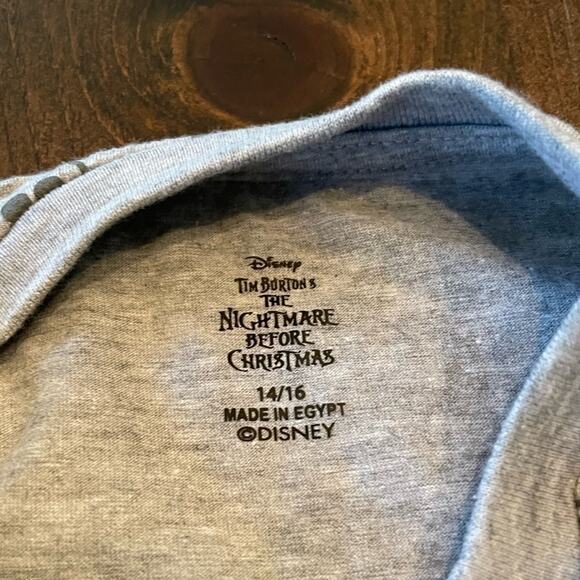 Disney
TIM BURTON'S
THE
NIGHTMARE
BEFORE
CHRISTMAS
14/16
MADE IN EGYPT
©DISNEY